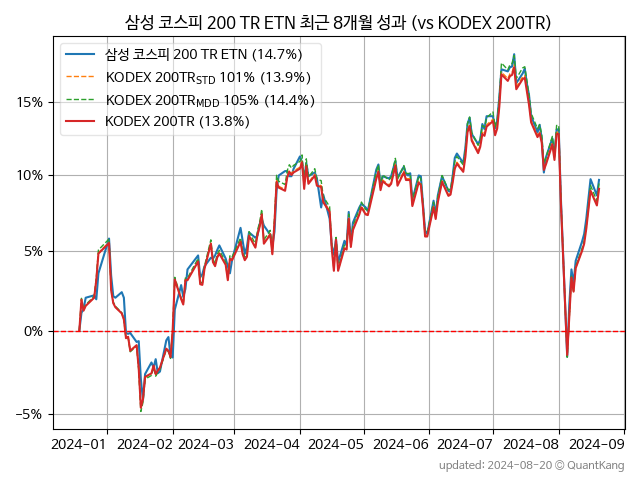 삼성 코스피 200 TR ETN 최근 8개월 성과 (vs KODEX 200TR)
삼성 코스피 200 TR ETN (14.7%)
KODEX 200TR_STD 101% (13.9%)
KODEX 200TR_MDD 105% (14.4%)
KODEX 200TR (13.8%)
15%
10%
5%
0%
−5%
2024-01 2024-02 2024-03 2024-04 2024-05 2024-06 2024-07 2024-08 2024-09
updated: 2024-08-20 © QuantKang